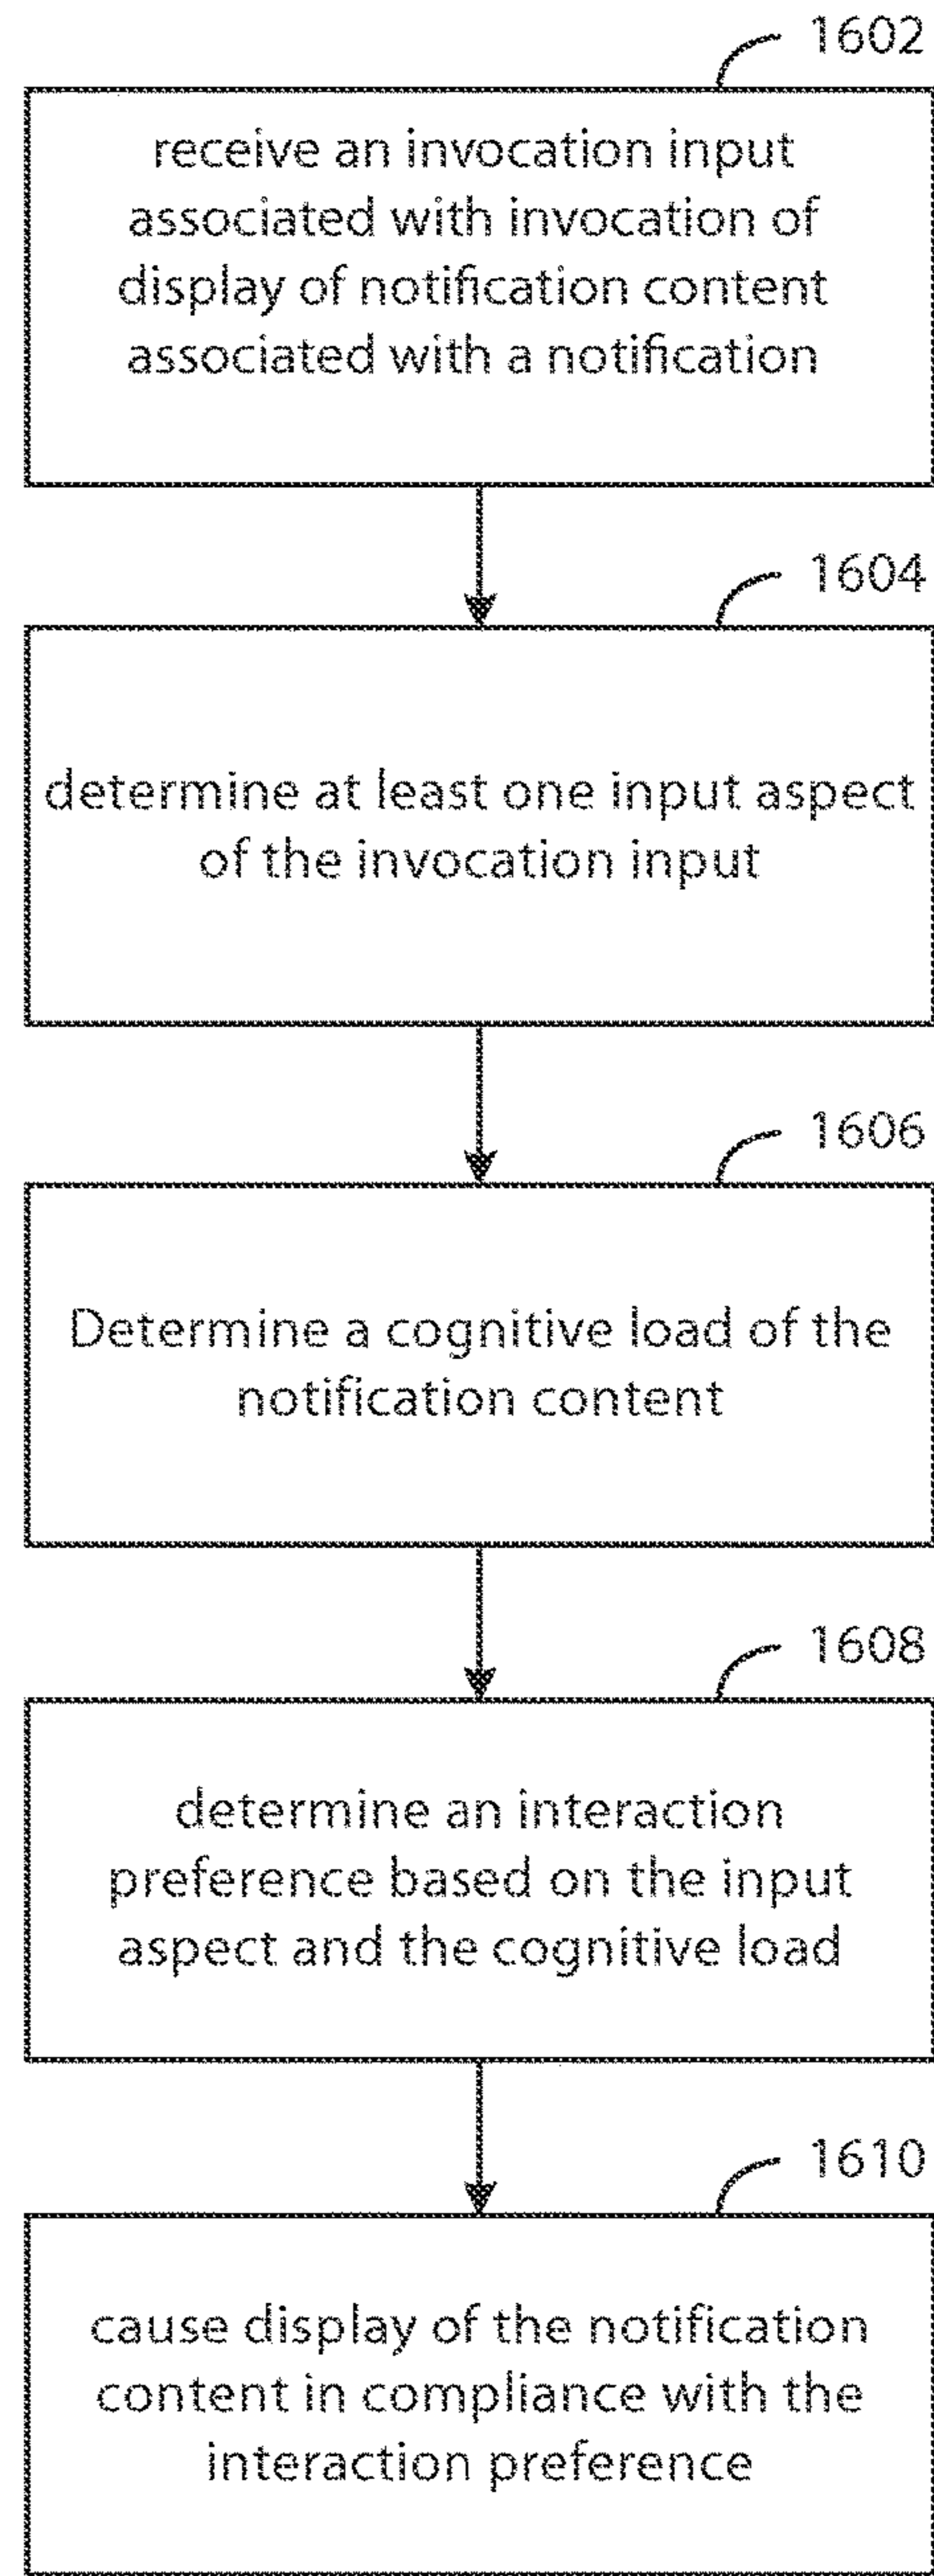 1602
receive an invocation input
associated with invocation of
display of notification content
associated with a notification
1604
determine at least one input aspect
of the invocation input
1606
Determine a cognitive load of the
notification content
1608
determine an interaction
preference based on the input
aspect and the cognitive load
1610
cause display of the notification
content in compliance with the
interaction preference